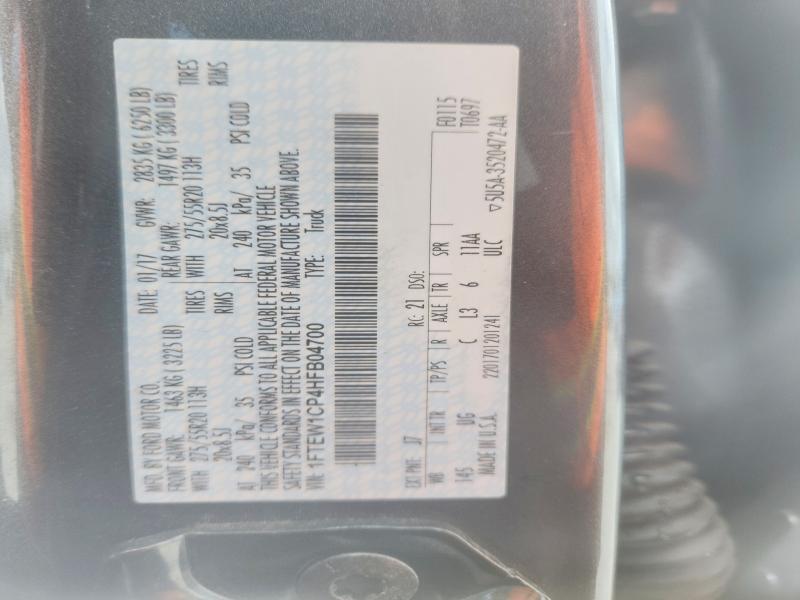 MFD. BY FORD MOTOR CO. DATE: 01/17 GVWR: 2835 KG ( 6250 LB)
FRONT GAWR: 1463 KG ( 3225 LB) REAR GAWR: 1497 KG ( 3300 LB)
WITH 275/55R20 113H TIRES WITH 275/55R20 113H TIRES
20x8.5J RIMS 20x8.5J RIMS
AT 240 kPa/ 35 PSI COLD AT 240 kPa/ 35 PSI COLD
THIS VEHICLE CONFORMS TO ALL APPLICABLE FEDERAL MOTOR VEHICLE
SAFETY STANDARDS IN EFFECT ON THE DATE OF MANUFACTURE SHOWN ABOVE.
VIN: 1FTEW1CP4HFB04700 TYPE: Truck
EXT PNT: J7 RC: 21 DSO: F0115
WB INT TR TP/PS R AXLE TR SPR T0697
145 UG C L3 6 11AA
MADE IN U.S.A. 2201701201241 ULC ▽5U5A-3520472-AA